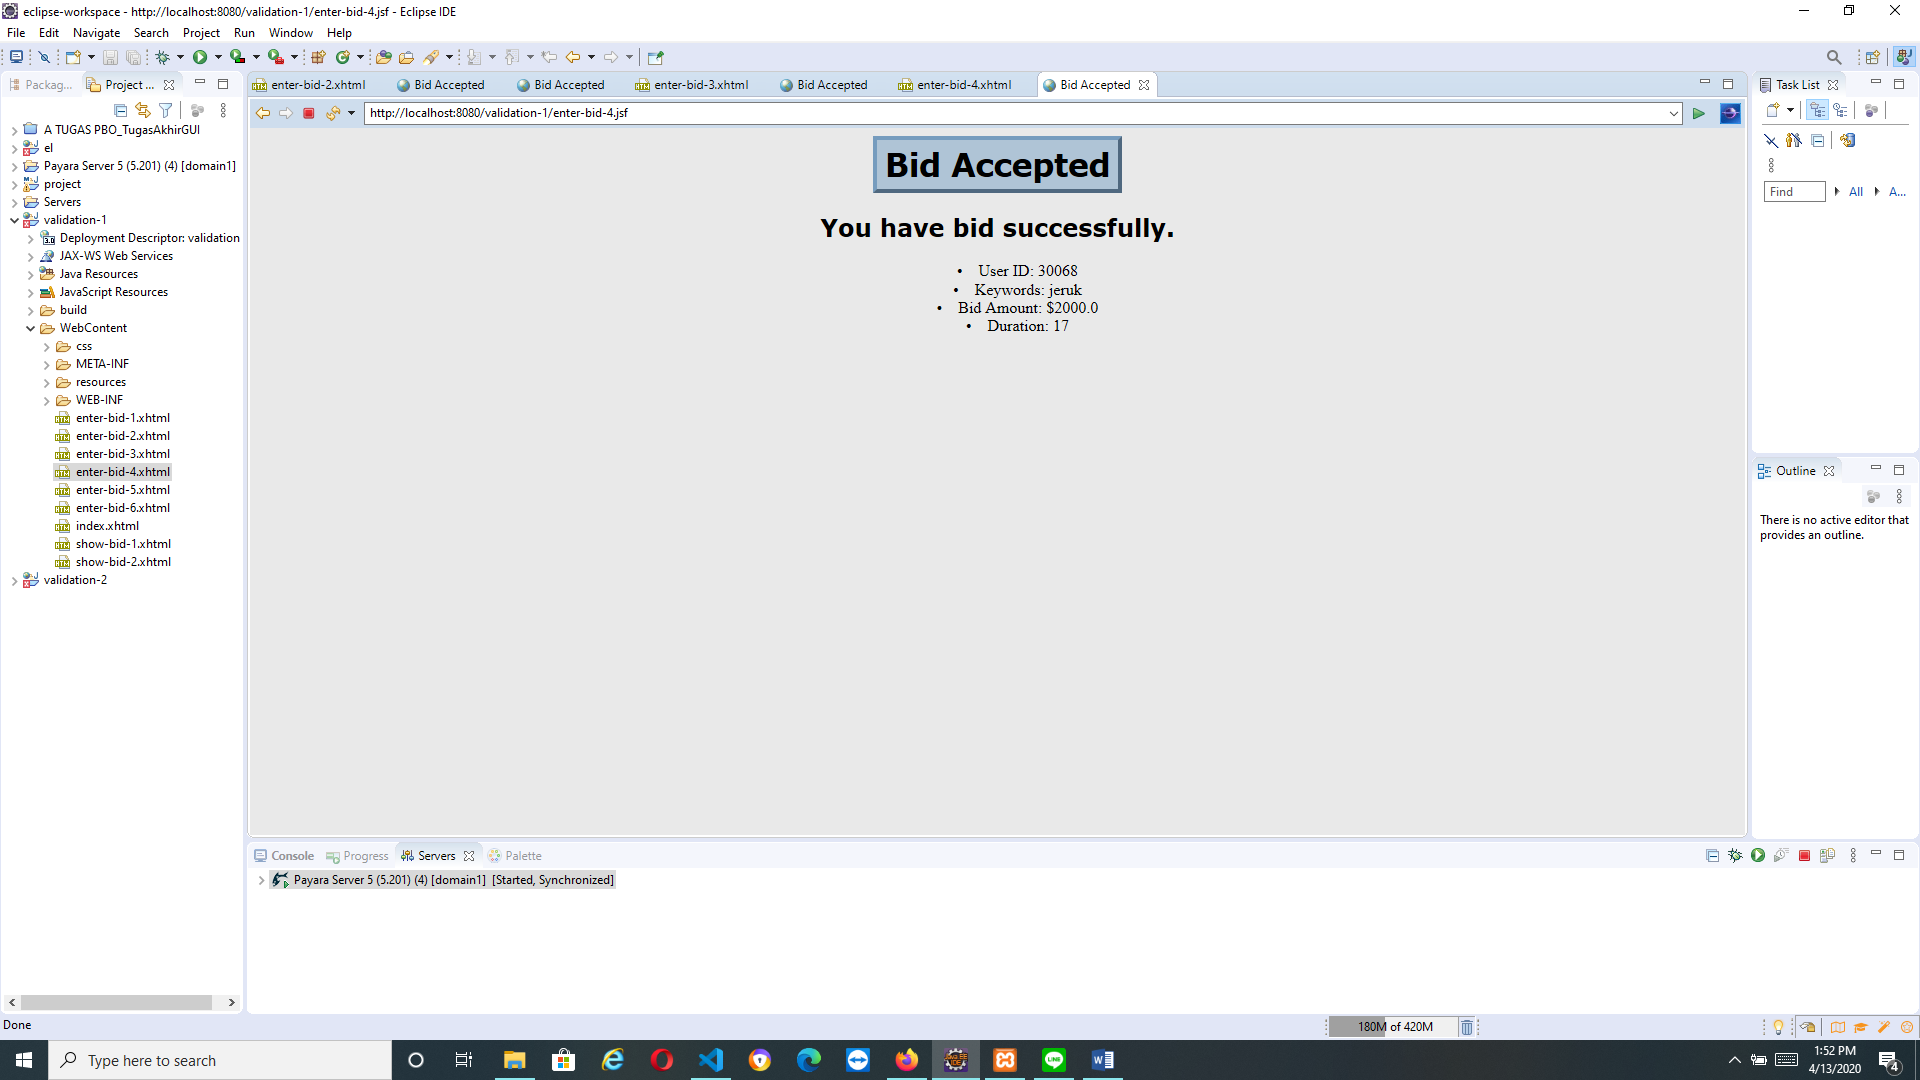 eclipse-workspace - http://localhost:8080/validation-1/enter-bid-4.jsf - Eclipse IDE
File Edit Navigate Search Project Run Window Help
Packag... Project ...
A TUGAS PBO_TugasAkhirGUI
el
Payara Server 5 (5.201) (4) [domain1]
project
Servers
validation-1
Deployment Descriptor: validation
JAX-WS Web Services
Java Resources
JavaScript Resources
build
WebContent
css
META-INF
resources
WEB-INF
enter-bid-1.xhtml
enter-bid-2.xhtml
enter-bid-3.xhtml
enter-bid-4.xhtml
enter-bid-5.xhtml
enter-bid-6.xhtml
index.xhtml
show-bid-1.xhtml
show-bid-2.xhtml
validation-2
enter-bid-2.xhtml Bid Accepted Bid Accepted enter-bid-3.xhtml Bid Accepted enter-bid-4.xhtml Bid Accepted
http://localhost:8080/validation-1/enter-bid-4.jsf
Bid Accepted
You have bid successfully.
• User ID: 30068
• Keywords: jeruk
• Bid Amount: $2000.0
• Duration: 17
Task List
Find All A...
Outline
There is no active editor that
provides an outline.
Console Progress Servers Palette
Payara Server 5 (5.201) (4) [domain1] [Started, Synchronized]
Done
180M of 420M
Type here to search
1:52 PM
4/13/2020
4